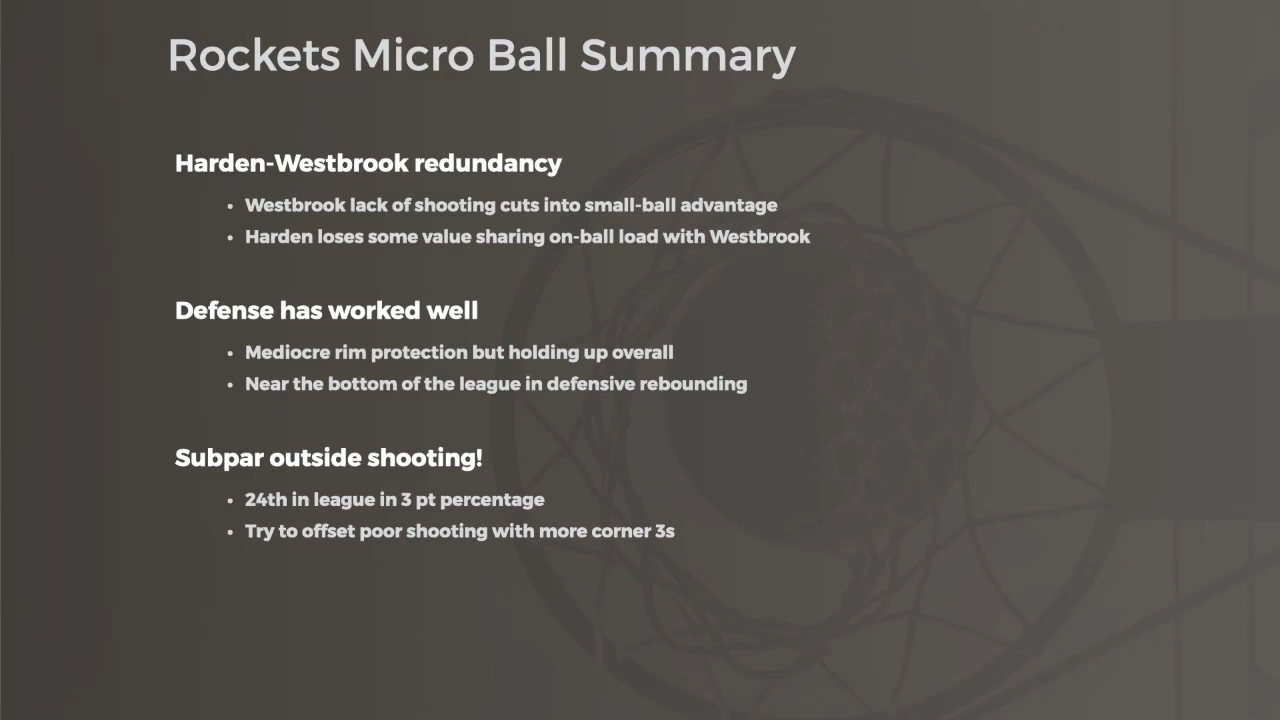 Rockets Micro Ball Summary
Harden-Westbrook redundancy
• Westbrook lack of shooting cuts into small-ball advantage
• Harden loses some value sharing on-ball load with Westbrook
Defense has worked well
• Mediocre rim protection but holding up overall
• Near the bottom of the league in defensive rebounding
Subpar outside shooting!
• 24th in league in 3 pt percentage
• Try to offset poor shooting with more corner 3s